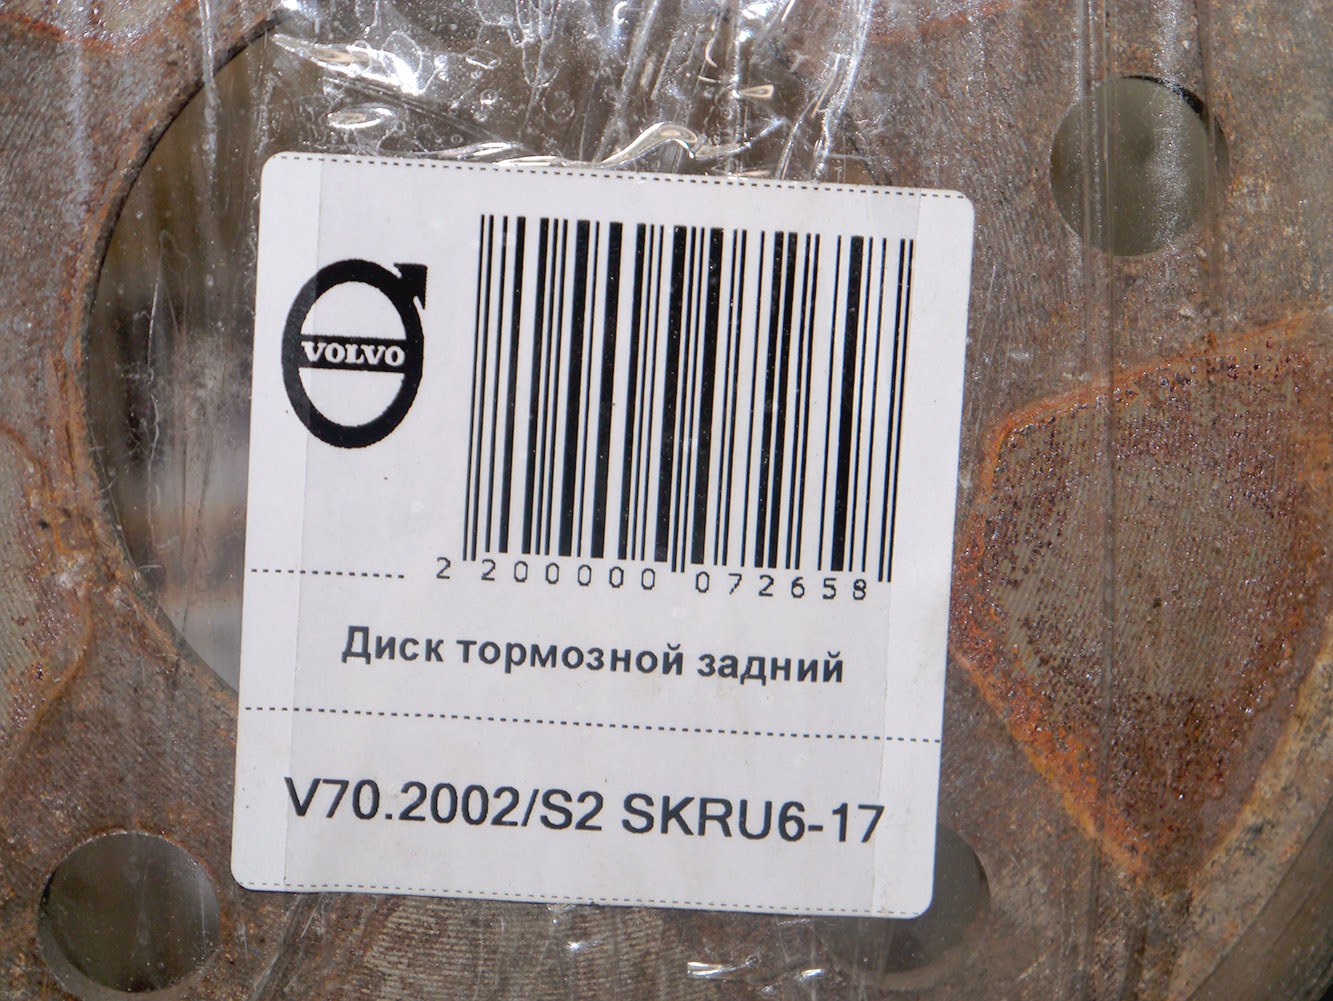 VOLVO
2 200000 072658
Диск тормозной задний
V70.2002/S2 SKRU6-17